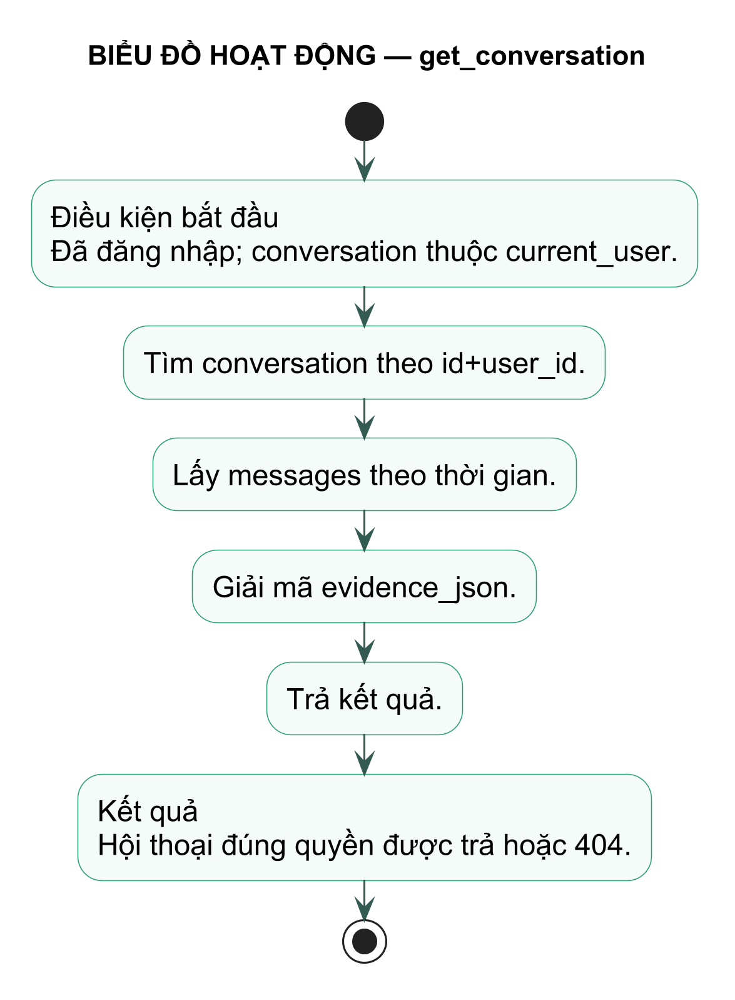 BIỂU ĐỒ HOẠT ĐỘNG — get_conversation
Điều kiện bắt đầu
Đã đăng nhập; conversation thuộc current_user.
Tìm conversation theo id+user_id.
Lấy messages theo thời gian.
Giải mã evidence_json.
Trả kết quả.
Kết quả
Hội thoại đúng quyền được trả hoặc 404.